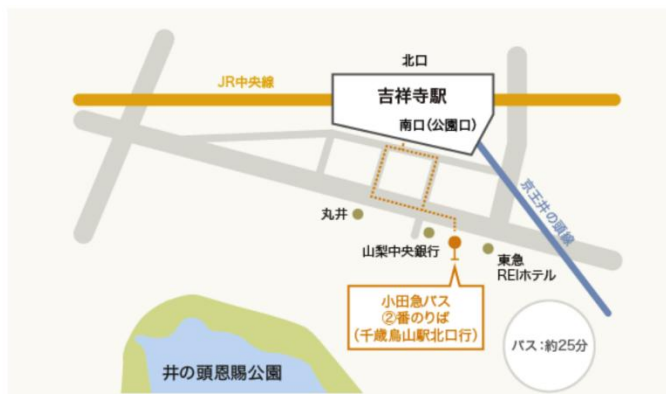 北口
JR中央線
吉祥寺駅
南口(公園口)
京王井の頭線
丸井
山梨中央銀行
東急
REIホテル
小田急バス
②番のりば
(千歳烏山駅北口行)
バス:約25分
井の頭恩賜公園